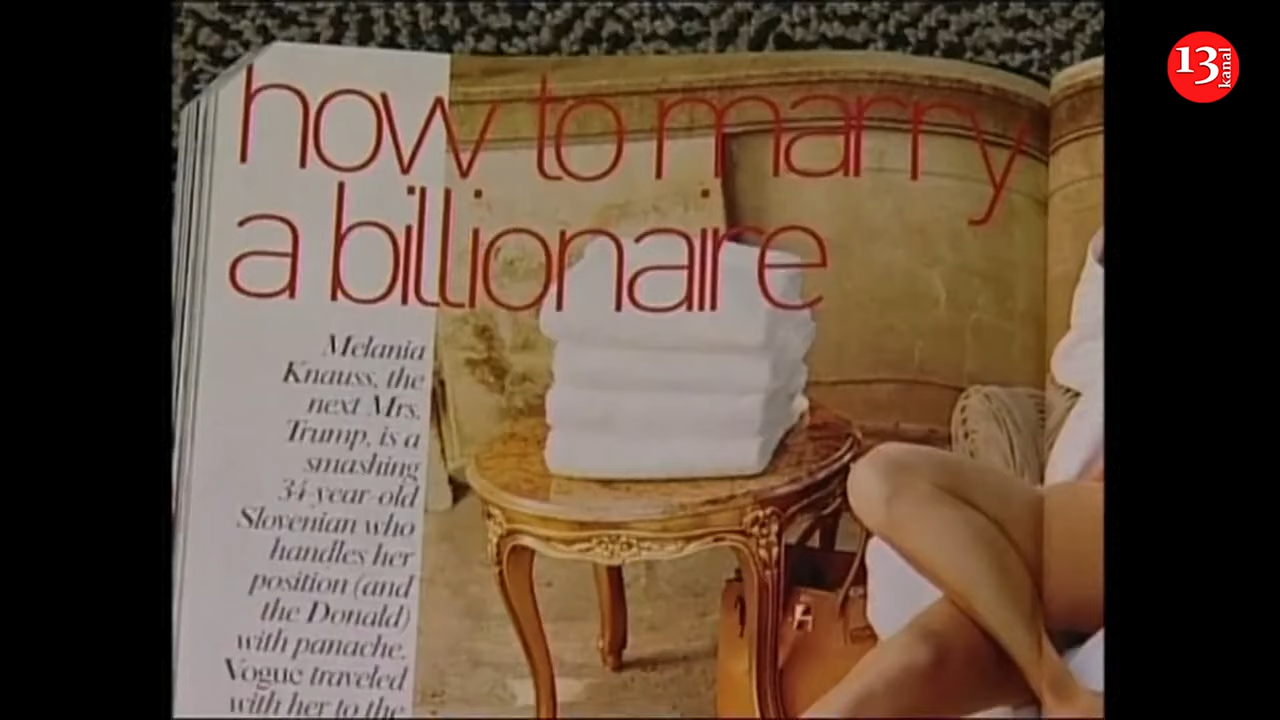 13
kanal
how to marry
a billionaire
Melania
Knauss, the
next Mrs.
Trump, is a
smashing
34-year-old
Slovenian who
handles her
position (and
the Donald)
with panache.
Vogue traveled
with her to the